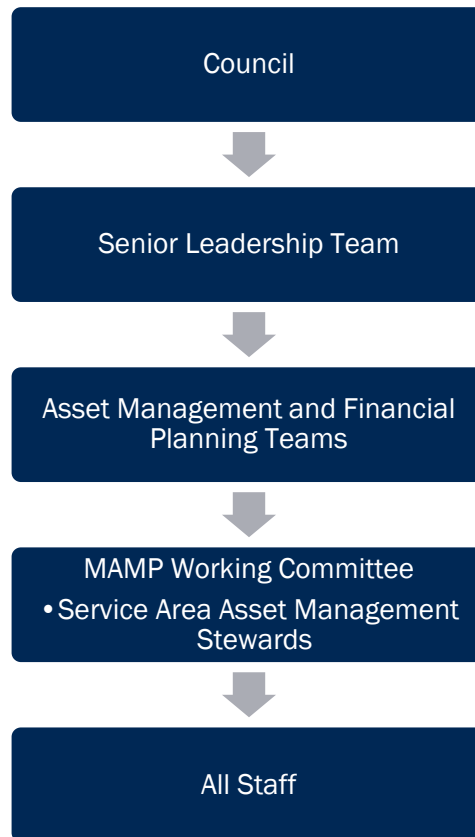 Council
Senior Leadership Team
Asset Management and Financial
Planning Teams
MAMP Working Committee
•Service Area Asset Management
Stewards
All Staff